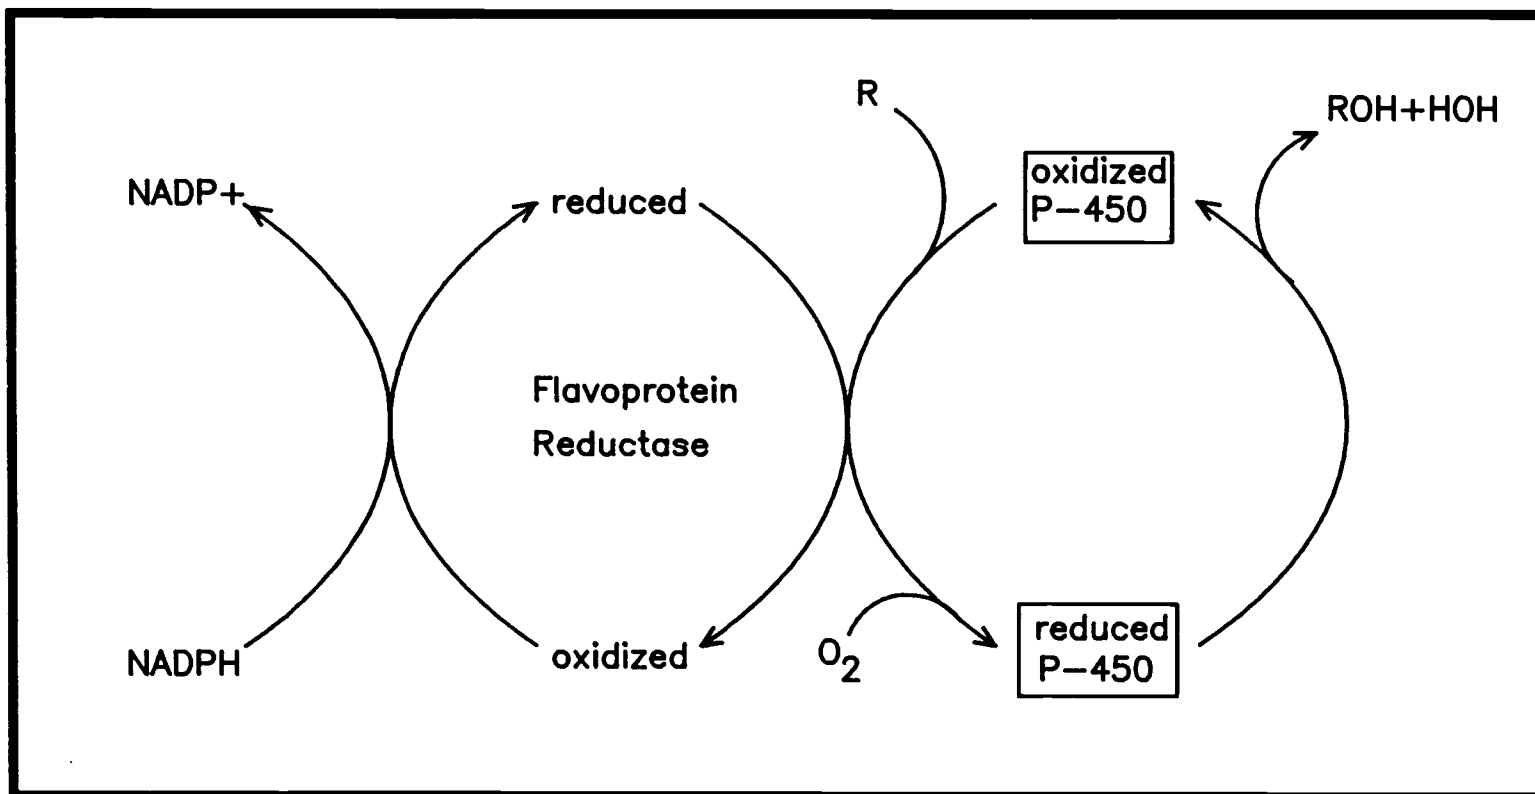 R
ROH+HOH
oxidized
P-450
NADP+
reduced
Flavoprotein
Reductase
NADPH
oxidized
O2
reduced
P-450